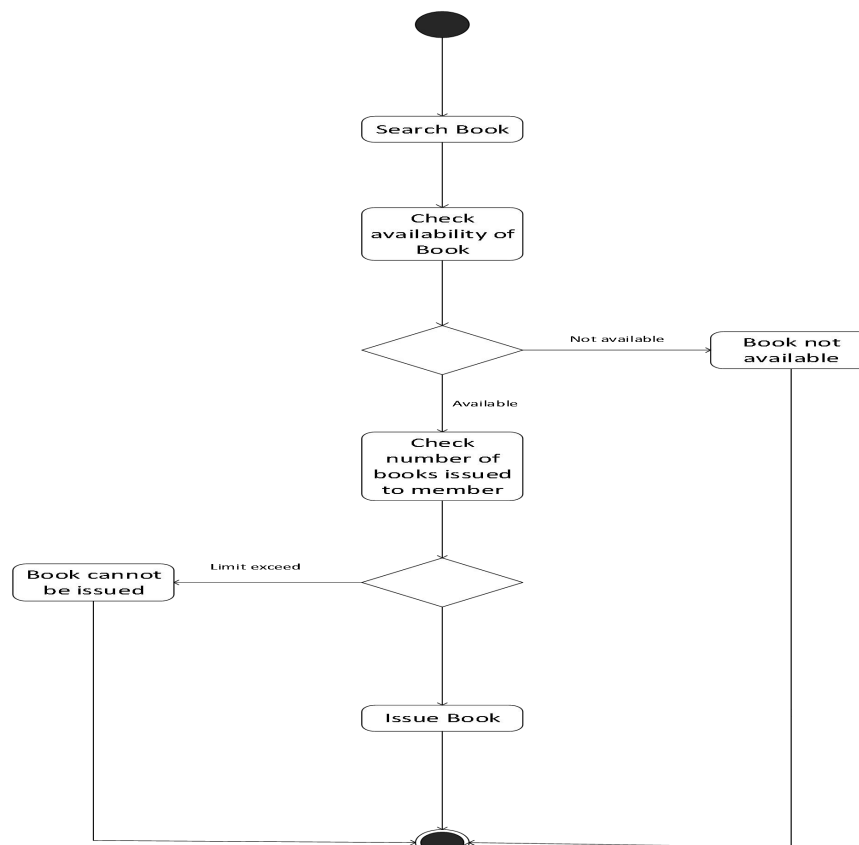 Search Book
Check
availability of
Book
Not available
Book not
available
Available
Check
number of
books issued
to member
Limit exceed
Book cannot
be issued
Issue Book